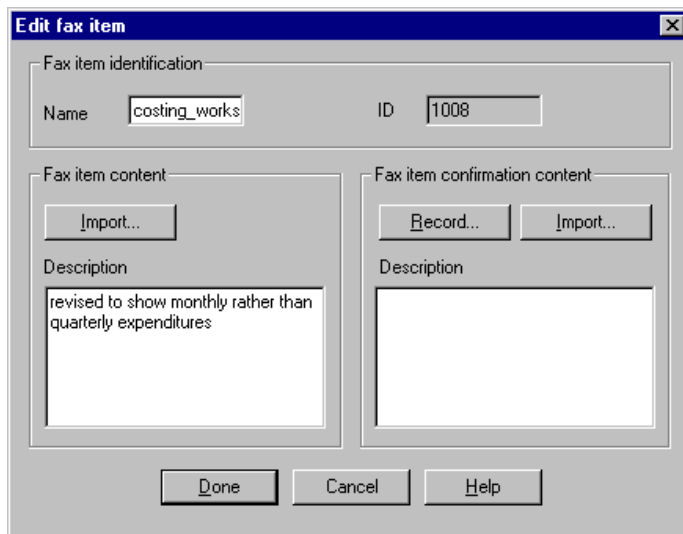 Edit fax item
Fax item identification
Name costing_works ID 1008
Fax item content Fax item confirmation content
Import... Record... Import...
Description Description
revised to show monthly rather than
quarterly expenditures
Done Cancel Help